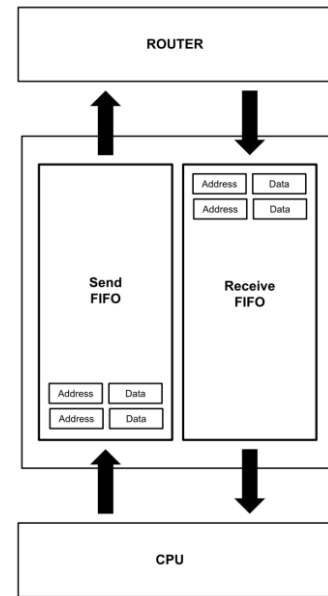 ROUTER
Address Data
Address Data
Send
FIFO
Receive
FIFO
Address Data
Address Data
CPU